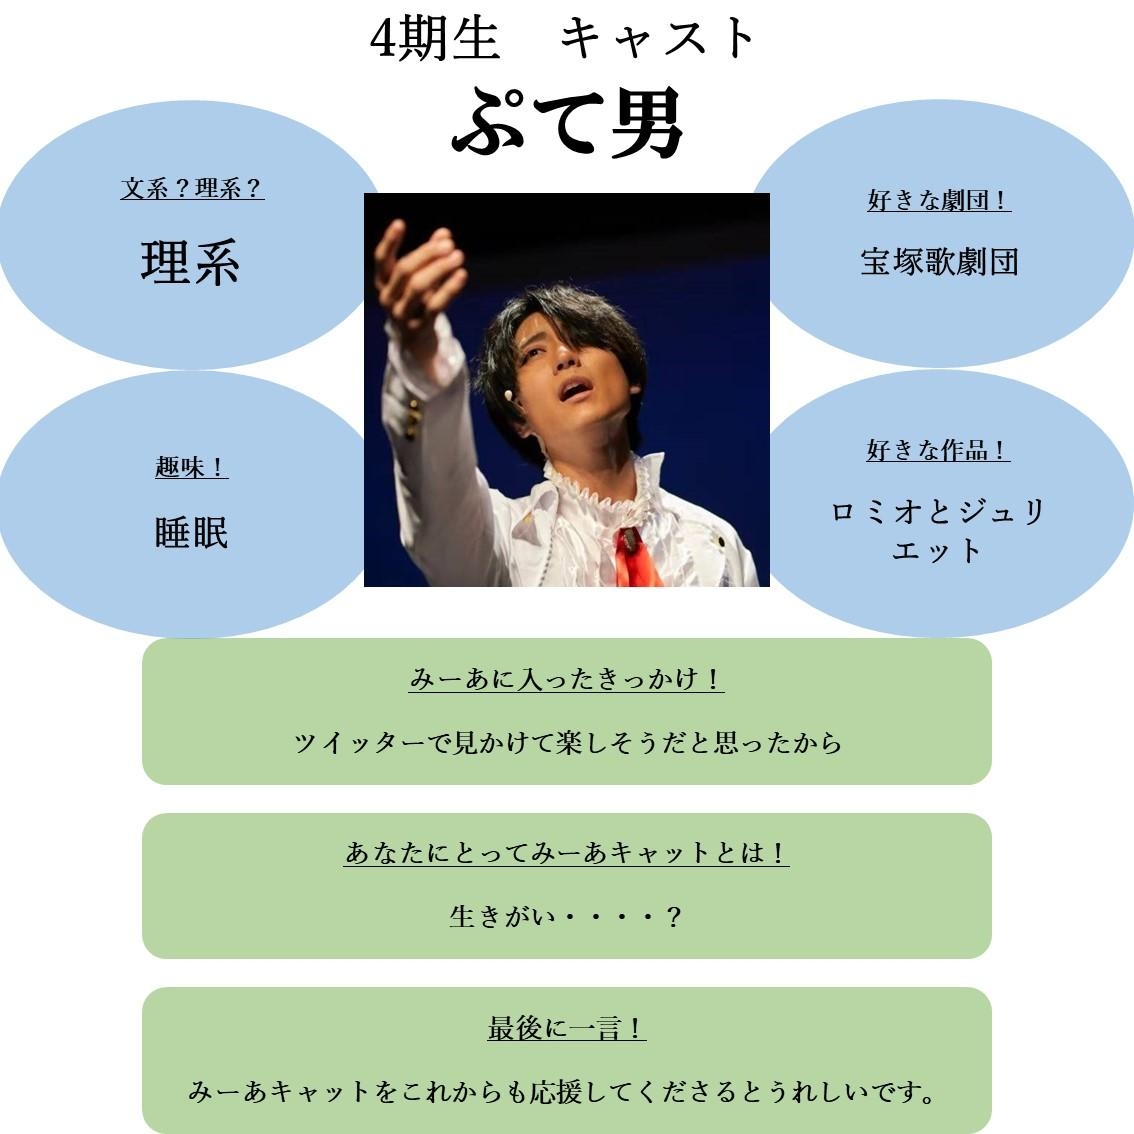 4期生　キャスト
ぷて男
文系？理系？
理系
好きな劇団！
宝塚歌劇団
趣味！
睡眠
好きな作品！
ロミオとジュリ
エット
みーあに入ったきっかけ！
ツイッターで見かけて楽しそうだと思ったから
あなたにとってみーあキャットとは！
生きがい・・・・？
最後に一言！
みーあキャットをこれからも応援してくださるとうれしいです。